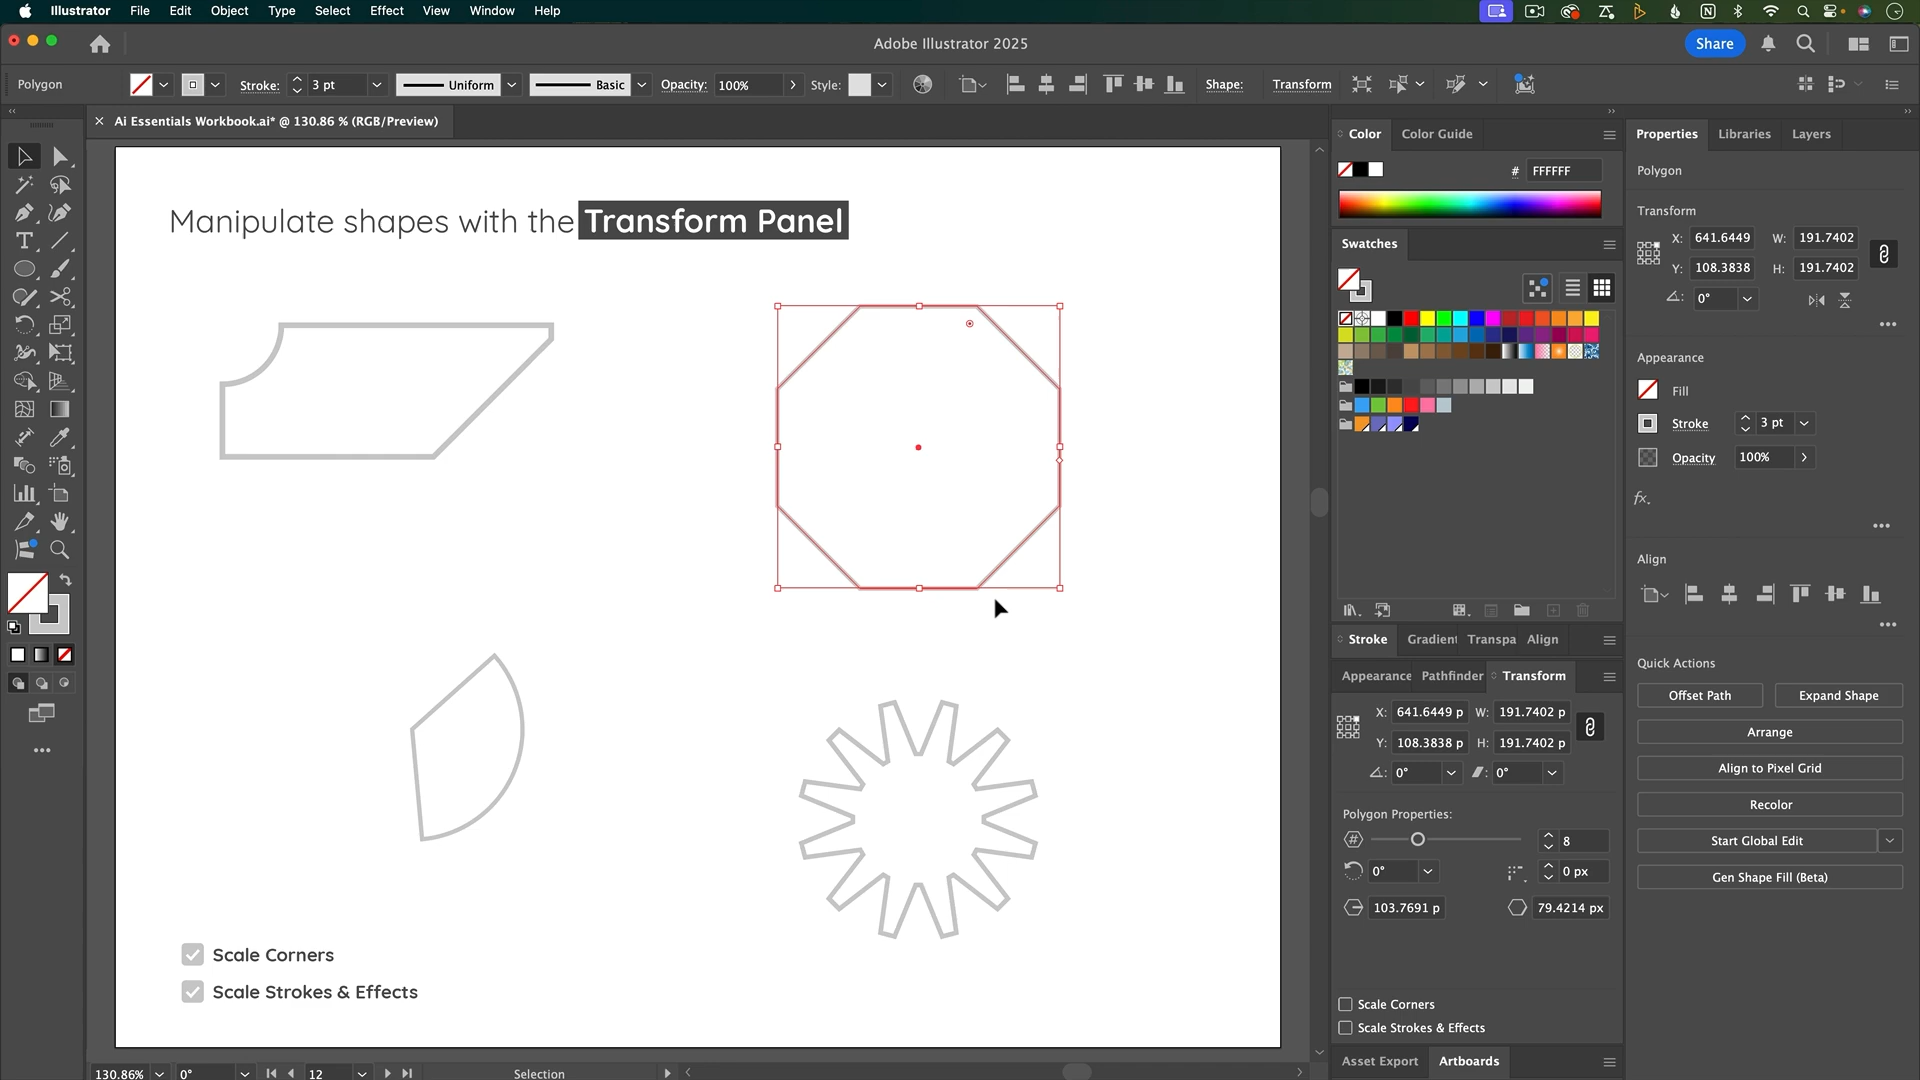 Illustrator File Edit Object Type Select Effect View Window Help
Adobe Illustrator 2025
Share
Polygon
Stroke: 3 pt
Uniform
Basic
Opacity: 100%
Style:
Shape:
Transform
Ai Essentials Workbook.ai* @ 130.86 % (RGB/Preview)
Manipulate shapes with the Transform Panel
Scale Corners
Scale Strokes & Effects
130.86%
0°
12
Selection
Color
Color Guide
# FFFFFF
Swatches
Stroke
Gradien
Transpa
Align
Appearance
Pathfinder
Transform
X: 641.6449 p W: 191.7402 p
Y: 108.3838 p H: 191.7402 p
0°
0°
Polygon Properties:
8
0°
0 px
103.7691 p
79.4214 px
Scale Corners
Scale Strokes & Effects
Asset Export
Artboards
Properties
Libraries
Layers
Polygon
Transform
X: 641.6449 W: 191.7402
Y: 108.3838 H: 191.7402
0°
Appearance
Fill
Stroke 3 pt
Opacity 100%
fx.
Align
Quick Actions
Offset Path
Expand Shape
Arrange
Align to Pixel Grid
Recolor
Start Global Edit
Gen Shape Fill (Beta)